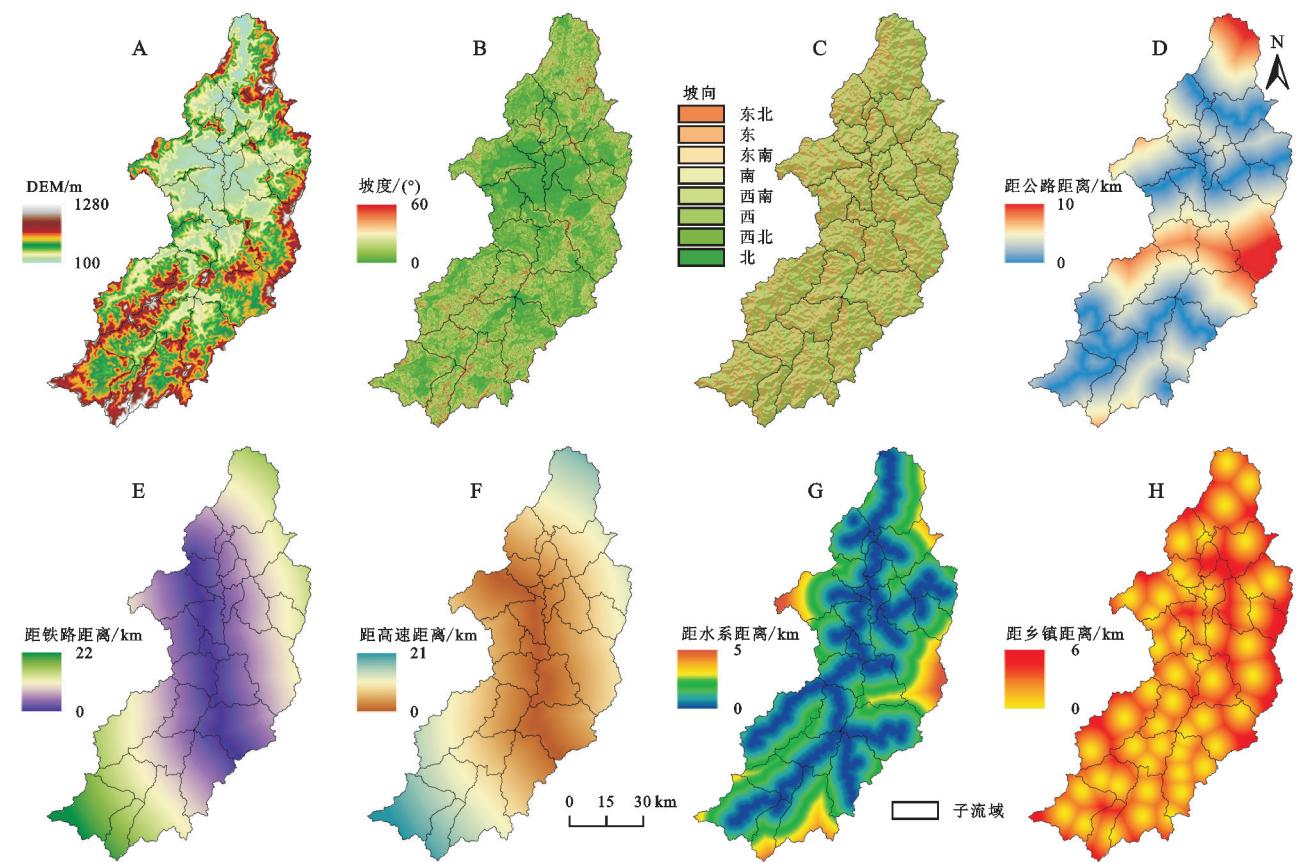 A
B
C
D
N
DEM/m
1280
100
坡度/(°)
60
0
坡向
东北
东
东南
南
西南
西
西北
北
距公路距离/km
10
0
E
F
G
H
距铁路距离/km
22
0
距高速距离/km
21
0
距水系距离/km
5
0
距乡镇距离/km
6
0
0 15 30 km
子流域